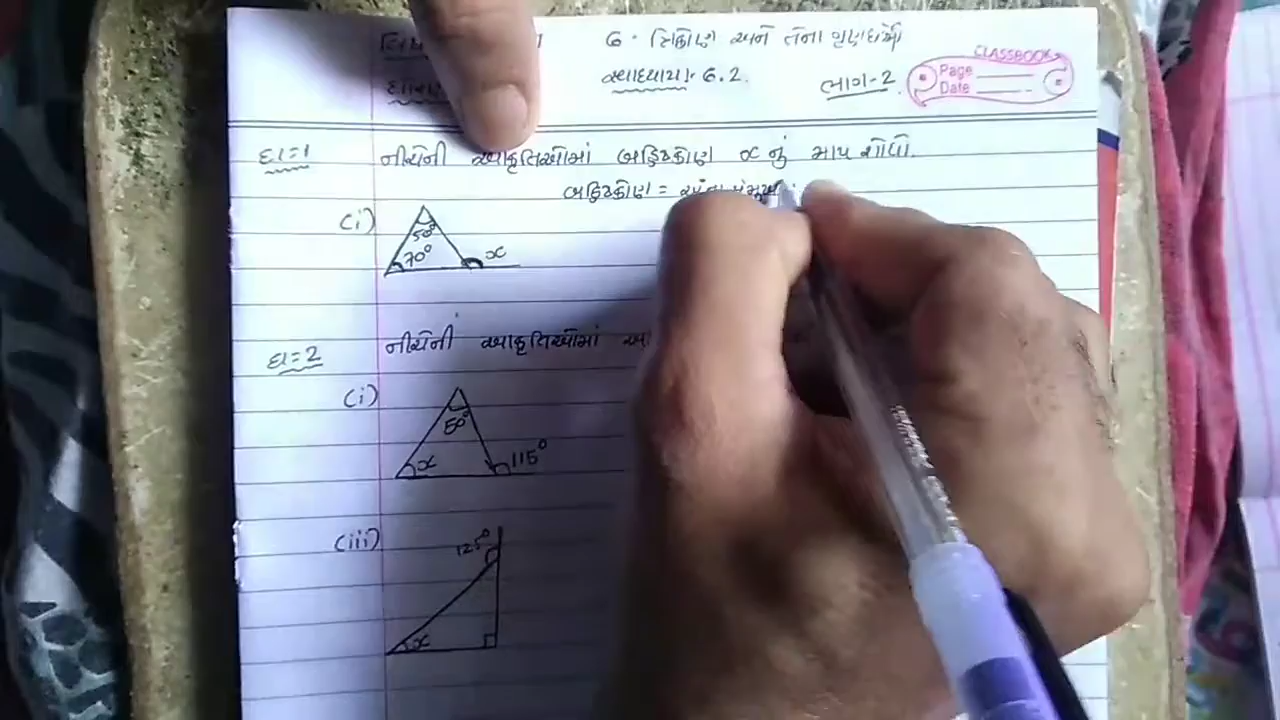 ૬. ત્રિકોણ અને તેના ગુણધર્મો
સ્વાધ્યાય: 6.2.
ભાગ-2.
CLASSBOOK
Page
Date
દા=1 નીચેની આકૃતિઓમાં બહિષ્કોણ x નું માપ શોધો.
બહિષ્કોણ =
(i) 50° 70° x
દા=2 નીચેની આકૃતિઓમાં
(i) 50° x 115°
(iii) 125° x